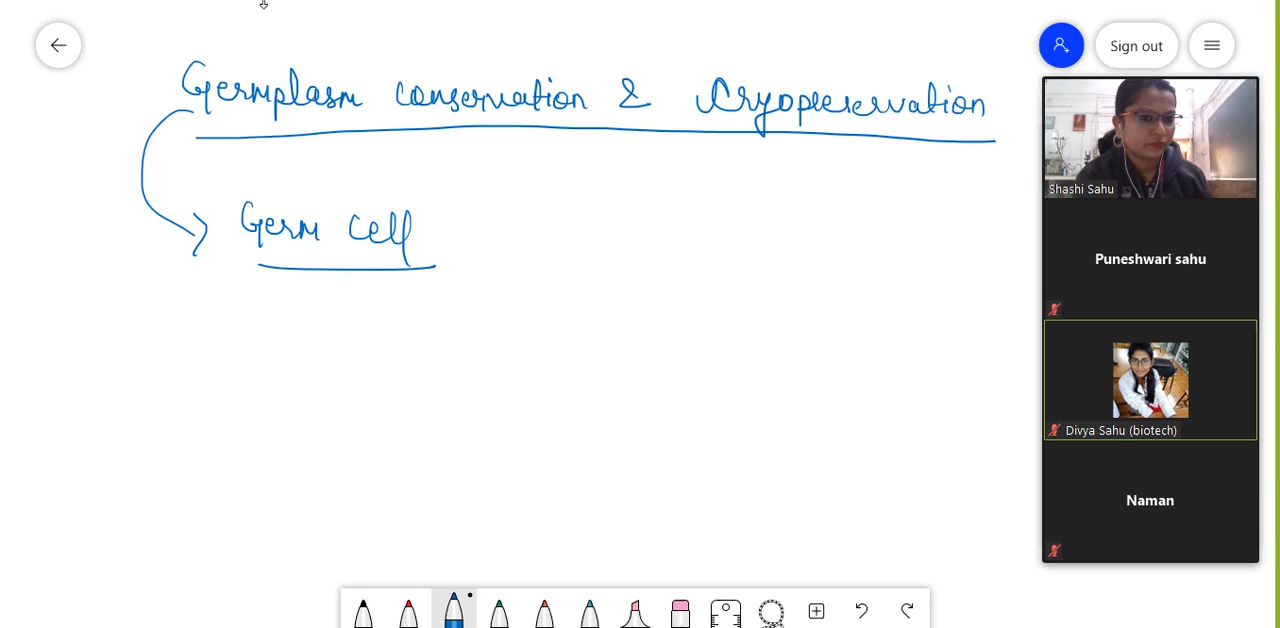 Sign out
Germplasm conservation & Cryopreservation
Germ cell
Shashi Sahu
Puneshwari sahu
Divya Sahu (biotech)
Naman